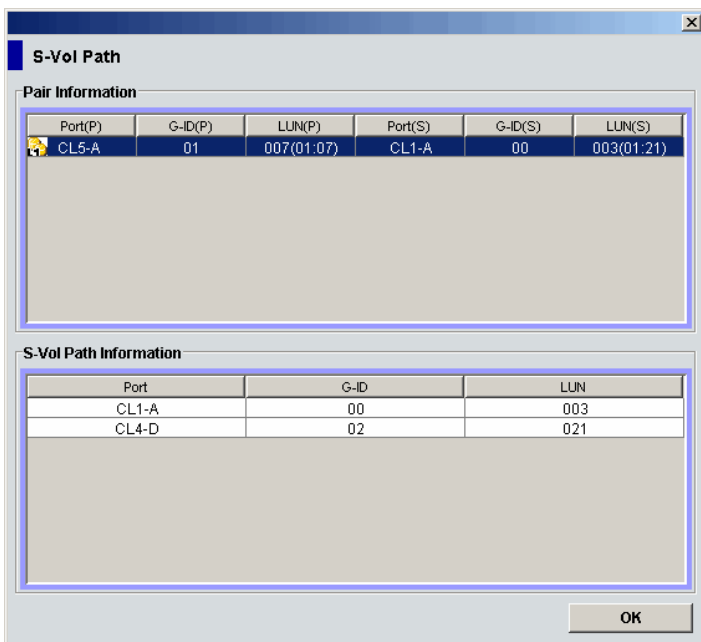 S-Vol Path
Pair Information
Port(P) G-ID(P) LUN(P) Port(S) G-ID(S) LUN(S)
CL5-A 01 007(01:07) CL1-A 00 003(01:21)
S-Vol Path Information
Port G-ID LUN
CL1-A 00 003
CL4-D 02 021
OK